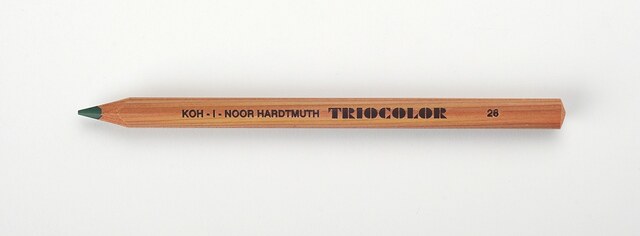 KOH - I - NOOR HARDTMUTH TRIOCOLOR 26